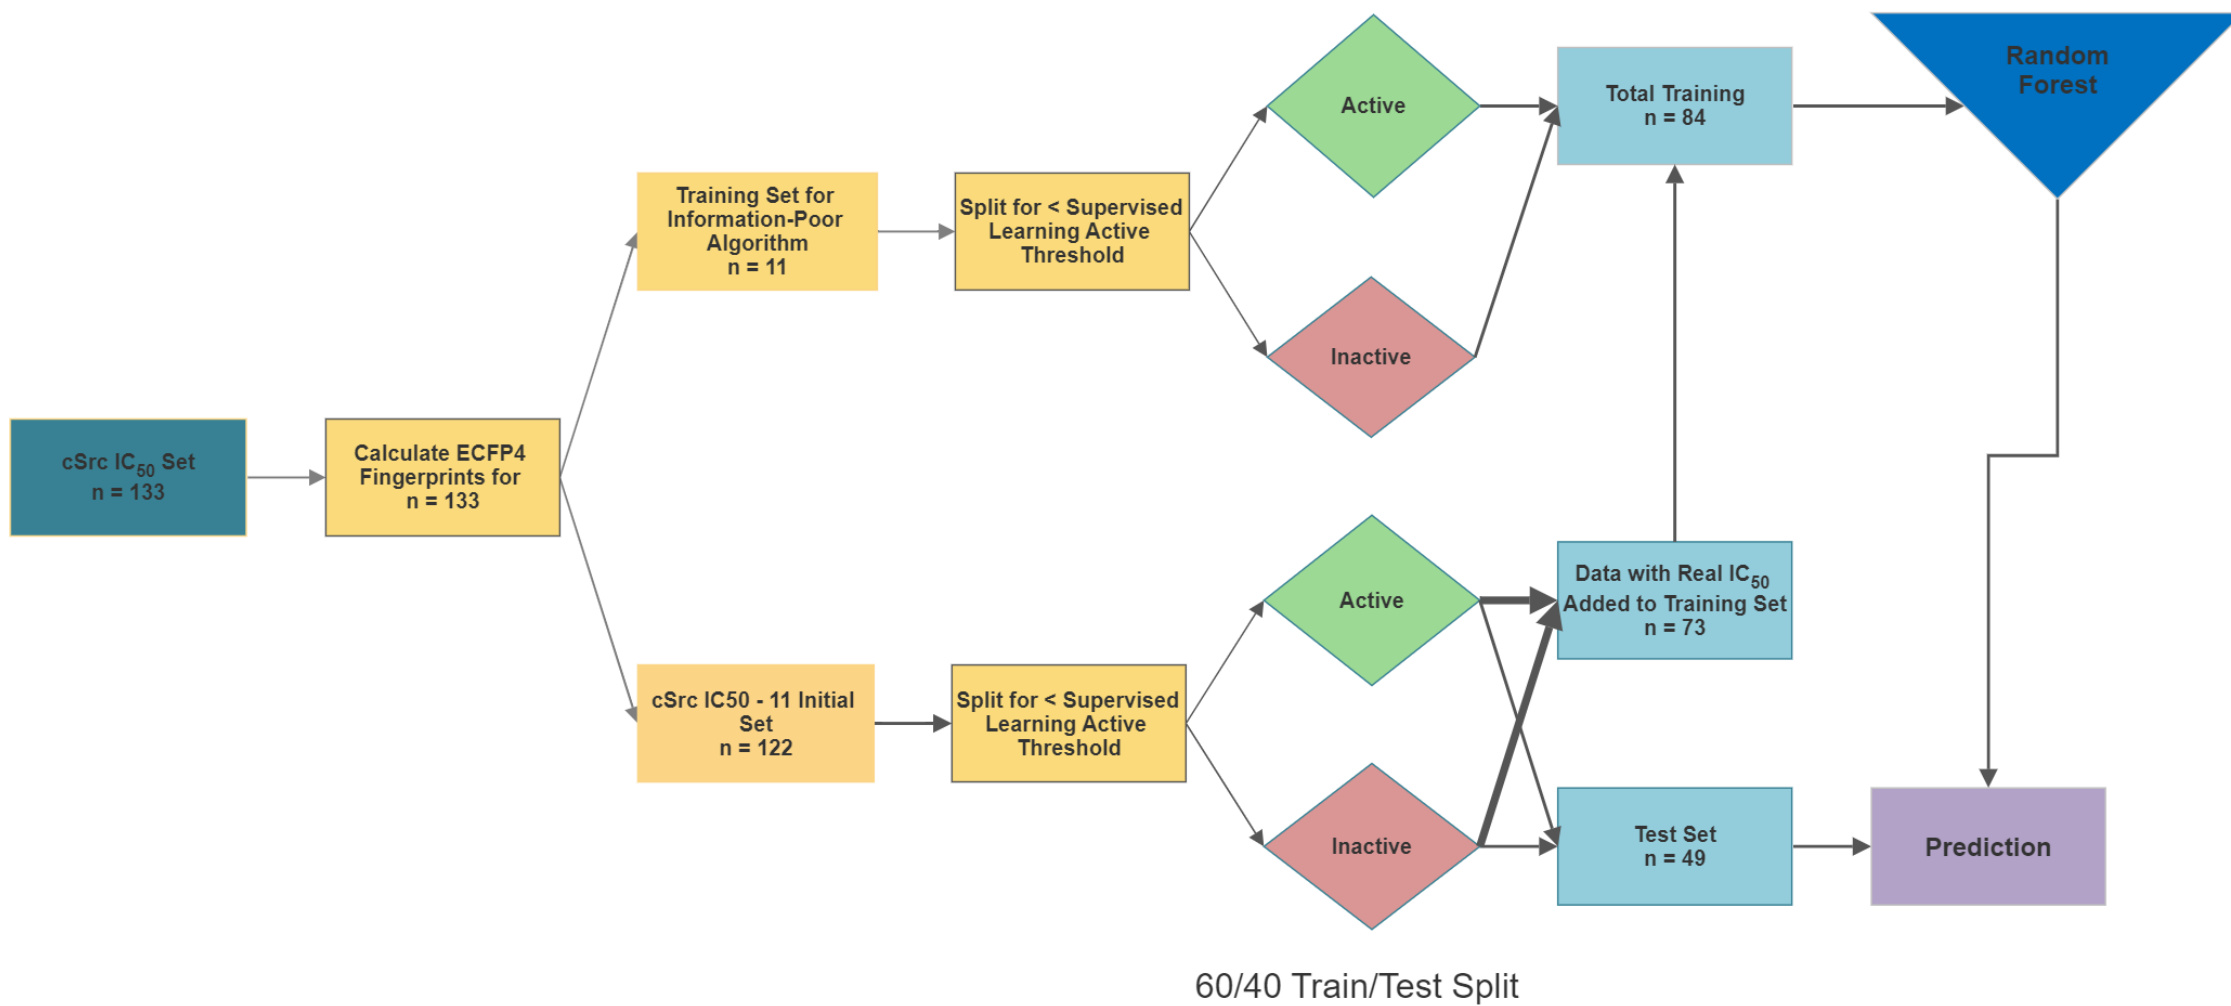 cSrc IC50 Set
n = 133
Calculate ECFP4
Fingerprints for
n = 133
Training Set for
Information-Poor
Algorithm
n = 11
Split for < Supervised
Learning Active
Threshold
Active
Inactive
Total Training
n = 84
Random
Forest
cSrc IC50 - 11 Initial
Set
n = 122
Split for < Supervised
Learning Active
Threshold
Active
Inactive
Data with Real IC50
Added to Training Set
n = 73
Test Set
n = 49
Prediction
60/40 Train/Test Split